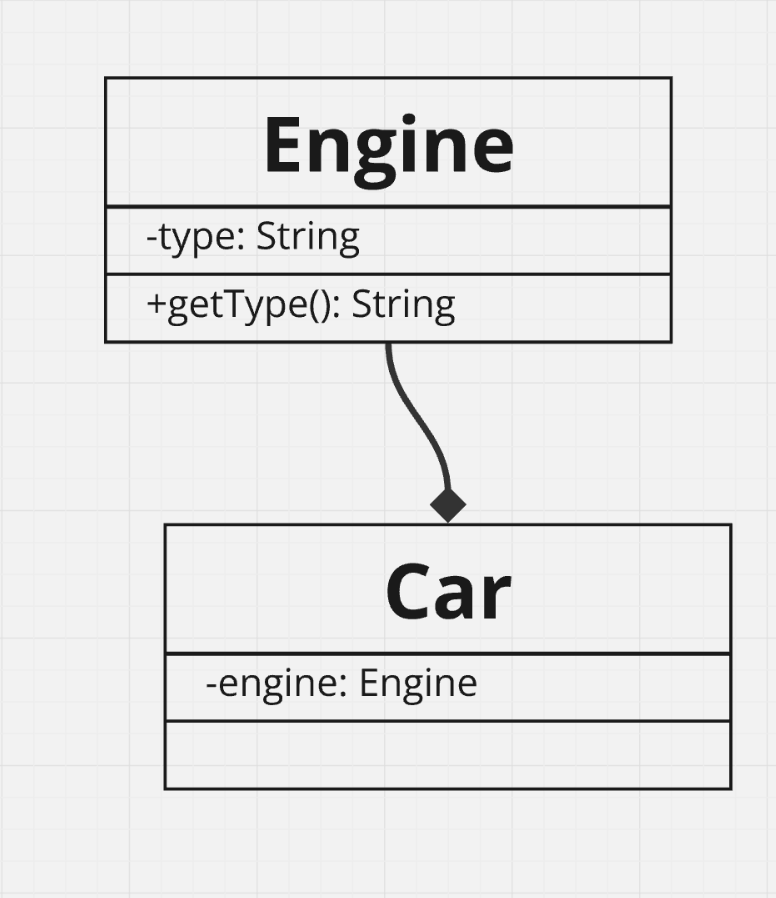 Engine
-type: String
+getType(): String
Car
-engine: Engine